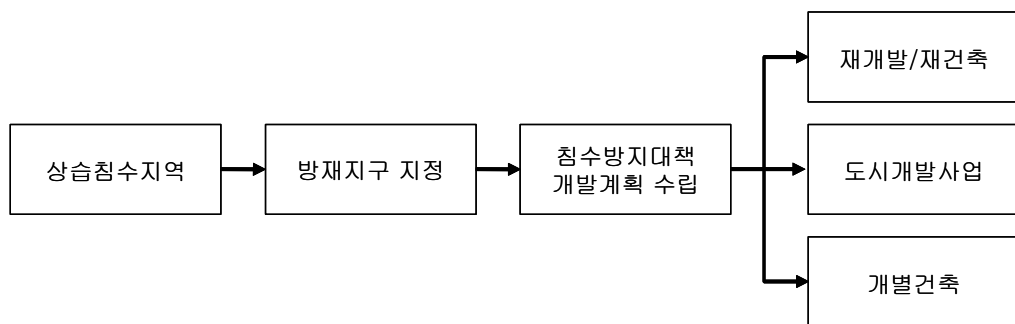 재개발/재건축
상습침수지역
방재지구 지정
침수방지대책
개발계획 수립
도시개발사업
개별건축